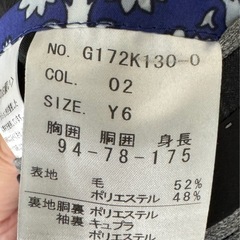 NO. G172K130-0
COL. 02
SIZE. Y6
胸囲 胴囲 身長
94-78-175
表地 毛 52%
ポリエステル 48%
裏地胴裏 ポリエステル
袖裏 キュプラ
ポリエステル